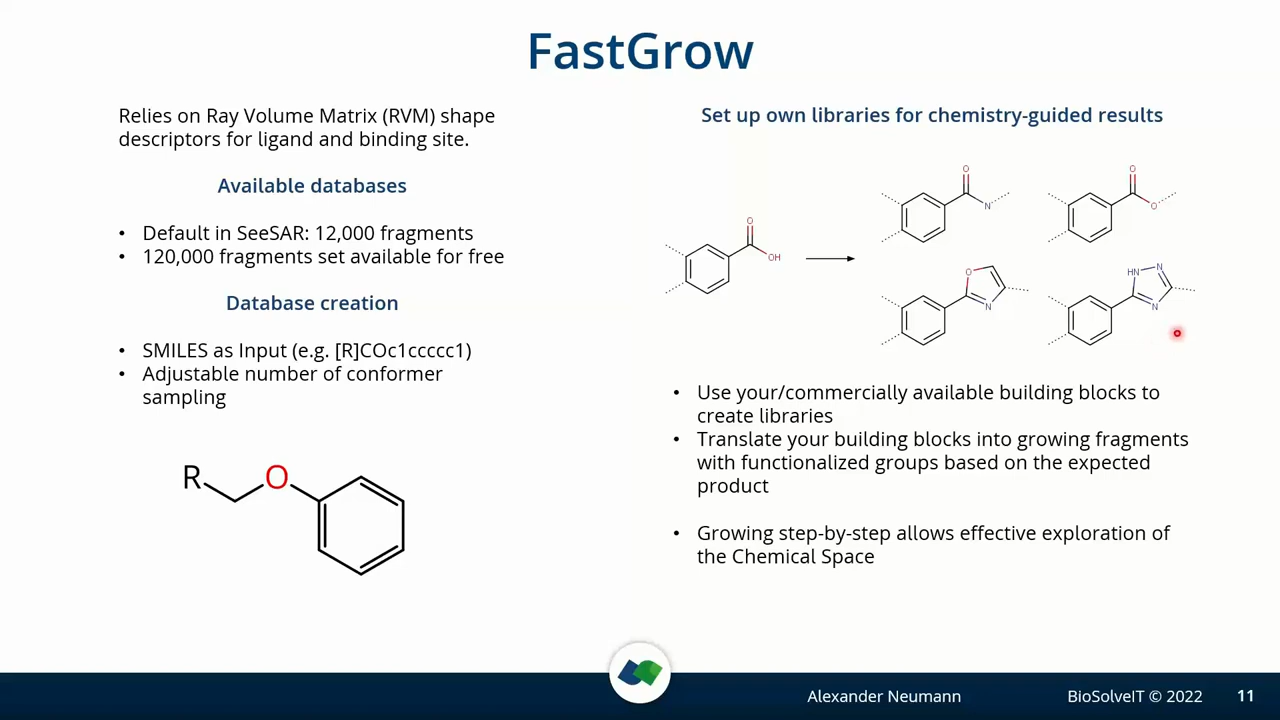 FastGrow
Relies on Ray Volume Matrix (RVM) shape
descriptors for ligand and binding site.
Available databases
• Default in SeeSAR: 12,000 fragments
• 120,000 fragments set available for free
Database creation
• SMILES as Input (e.g. [R]COc1ccccc1)
• Adjustable number of conformer
sampling
R
O
Set up own libraries for chemistry-guided results
O
OH
O
N
O
O
O
N
HN
N
N
• Use your/commercially available building blocks to
create libraries
• Translate your building blocks into growing fragments
with functionalized groups based on the expected
product
• Growing step-by-step allows effective exploration of
the Chemical Space
Alexander Neumann
BioSolveIT © 2022
11